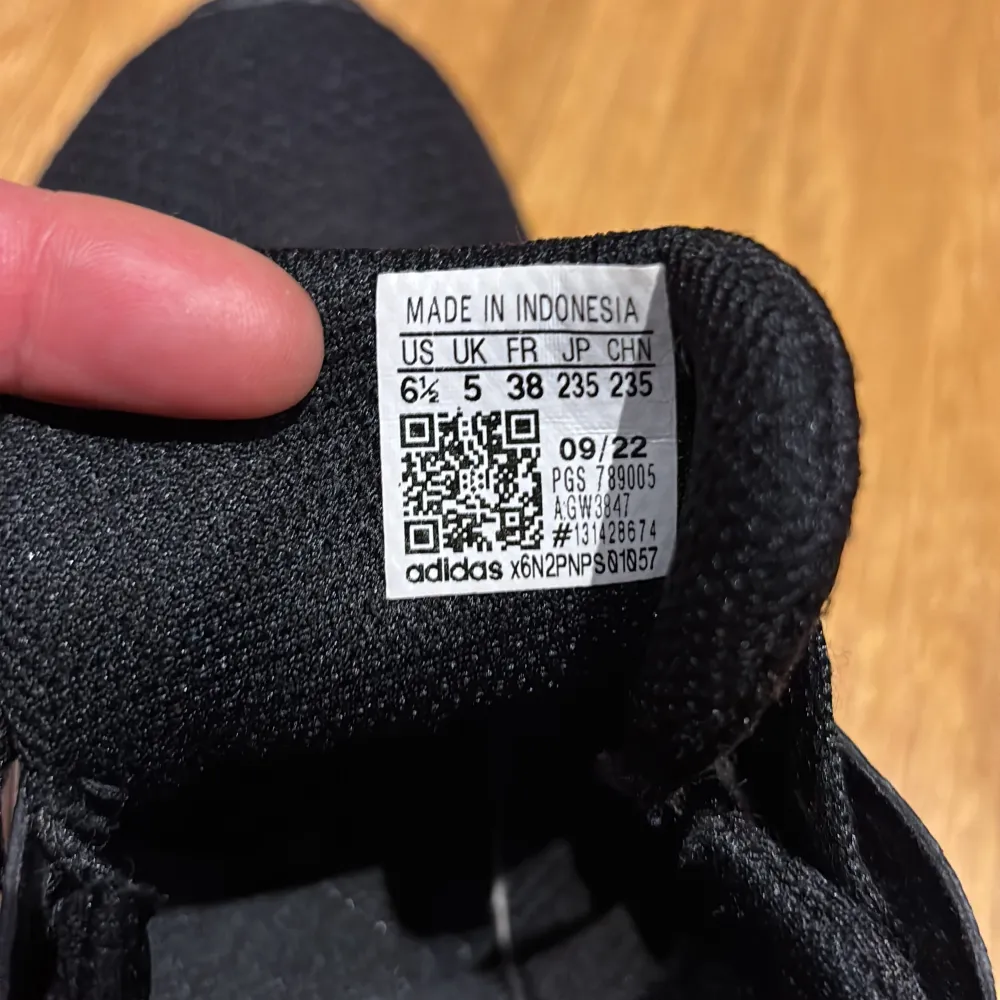 MADE IN INDONESIA
US UK FR JP CHN
6½ 5 38 235 235
09/22
PGS 789005
A:GW3847
#131428674
adidas x6N2PNPS01057